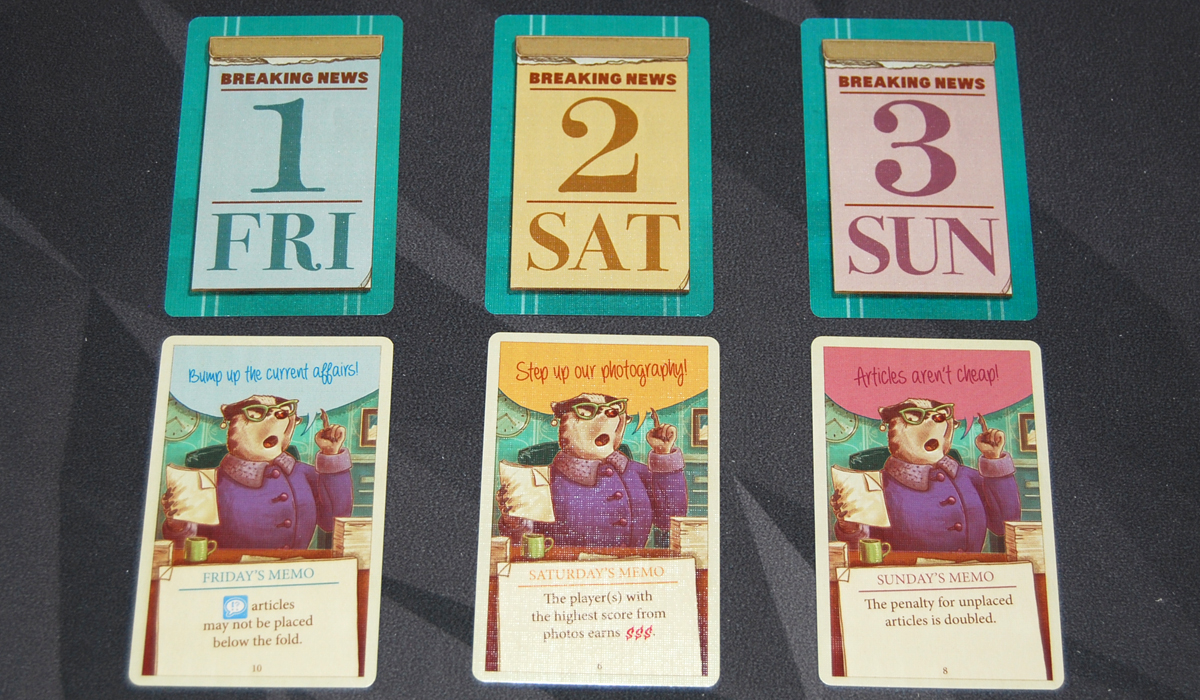 BREAKING NEWS
1
FRI
BREAKING NEWS
2
SAT
BREAKING NEWS
3
SUN
Bump up the current affairs!
FRIDAY'S MEMO
articles
may not be placed
below the fold.
10
Step up our photography!
SATURDAY'S MEMO
The player(s) with
the highest score from
photos earns $$$.
6
Articles aren't cheap!
SUNDAY'S MEMO
The penalty for unplaced
articles is doubled.
8